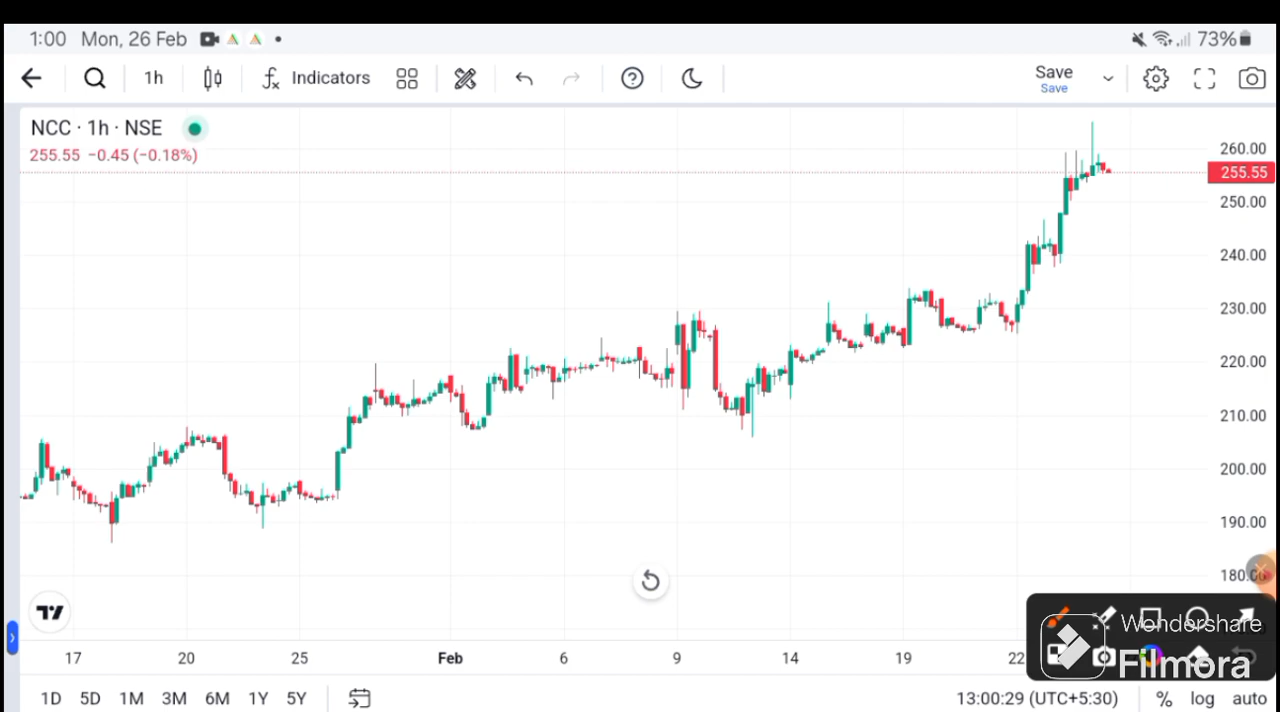 1:00 Mon, 26 Feb 73%
1h Indicators Save
Save
NCC · 1h · NSE
255.55 −0.45 (−0.18%)
260.00
255.55
250.00
240.00
230.00
220.00
210.00
200.00
190.00
180.00
Wondershare
Filmora
17 20 25 Feb 6 9 14 19 22
1D 5D 1M 3M 6M 1Y 5Y 13:00:29 (UTC+5:30) % log auto